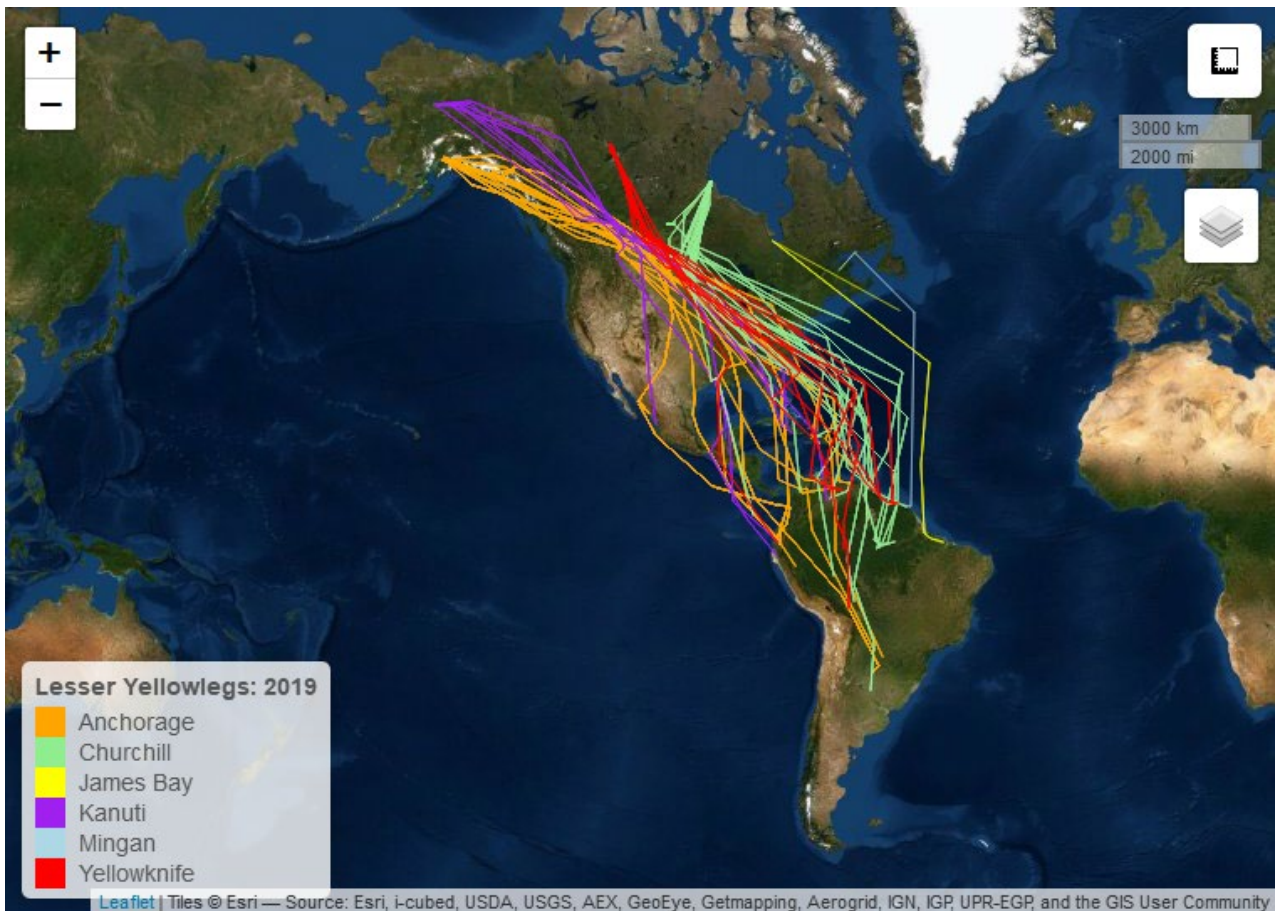 +
−
3000 km
2000 mi
Lesser Yellowlegs: 2019
Anchorage
Churchill
James Bay
Kanuti
Mingan
Yellowknife
Leaflet | Tiles © Esri — Source: Esri, i-cubed, USDA, USGS, AEX, GeoEye, Getmapping, Aerogrid, IGN, IGP, UPR-EGP, and the GIS User Community